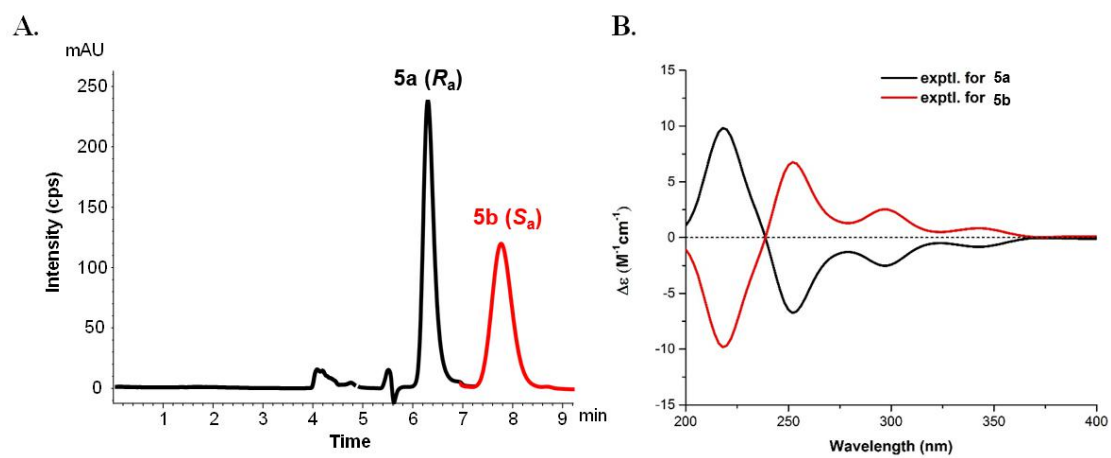 A.
mAU
5a (Ra)
5b (Sa)
250
200
150
100
50
0
Intensity (cps)
1 2 3 4 5 6 7 8 9 min
Time
B.
exptl. for 5a
exptl. for 5b
15
10
5
0
-5
-10
-15
Δε (M⁻¹cm⁻¹)
200 250 300 350 400
Wavelength (nm)